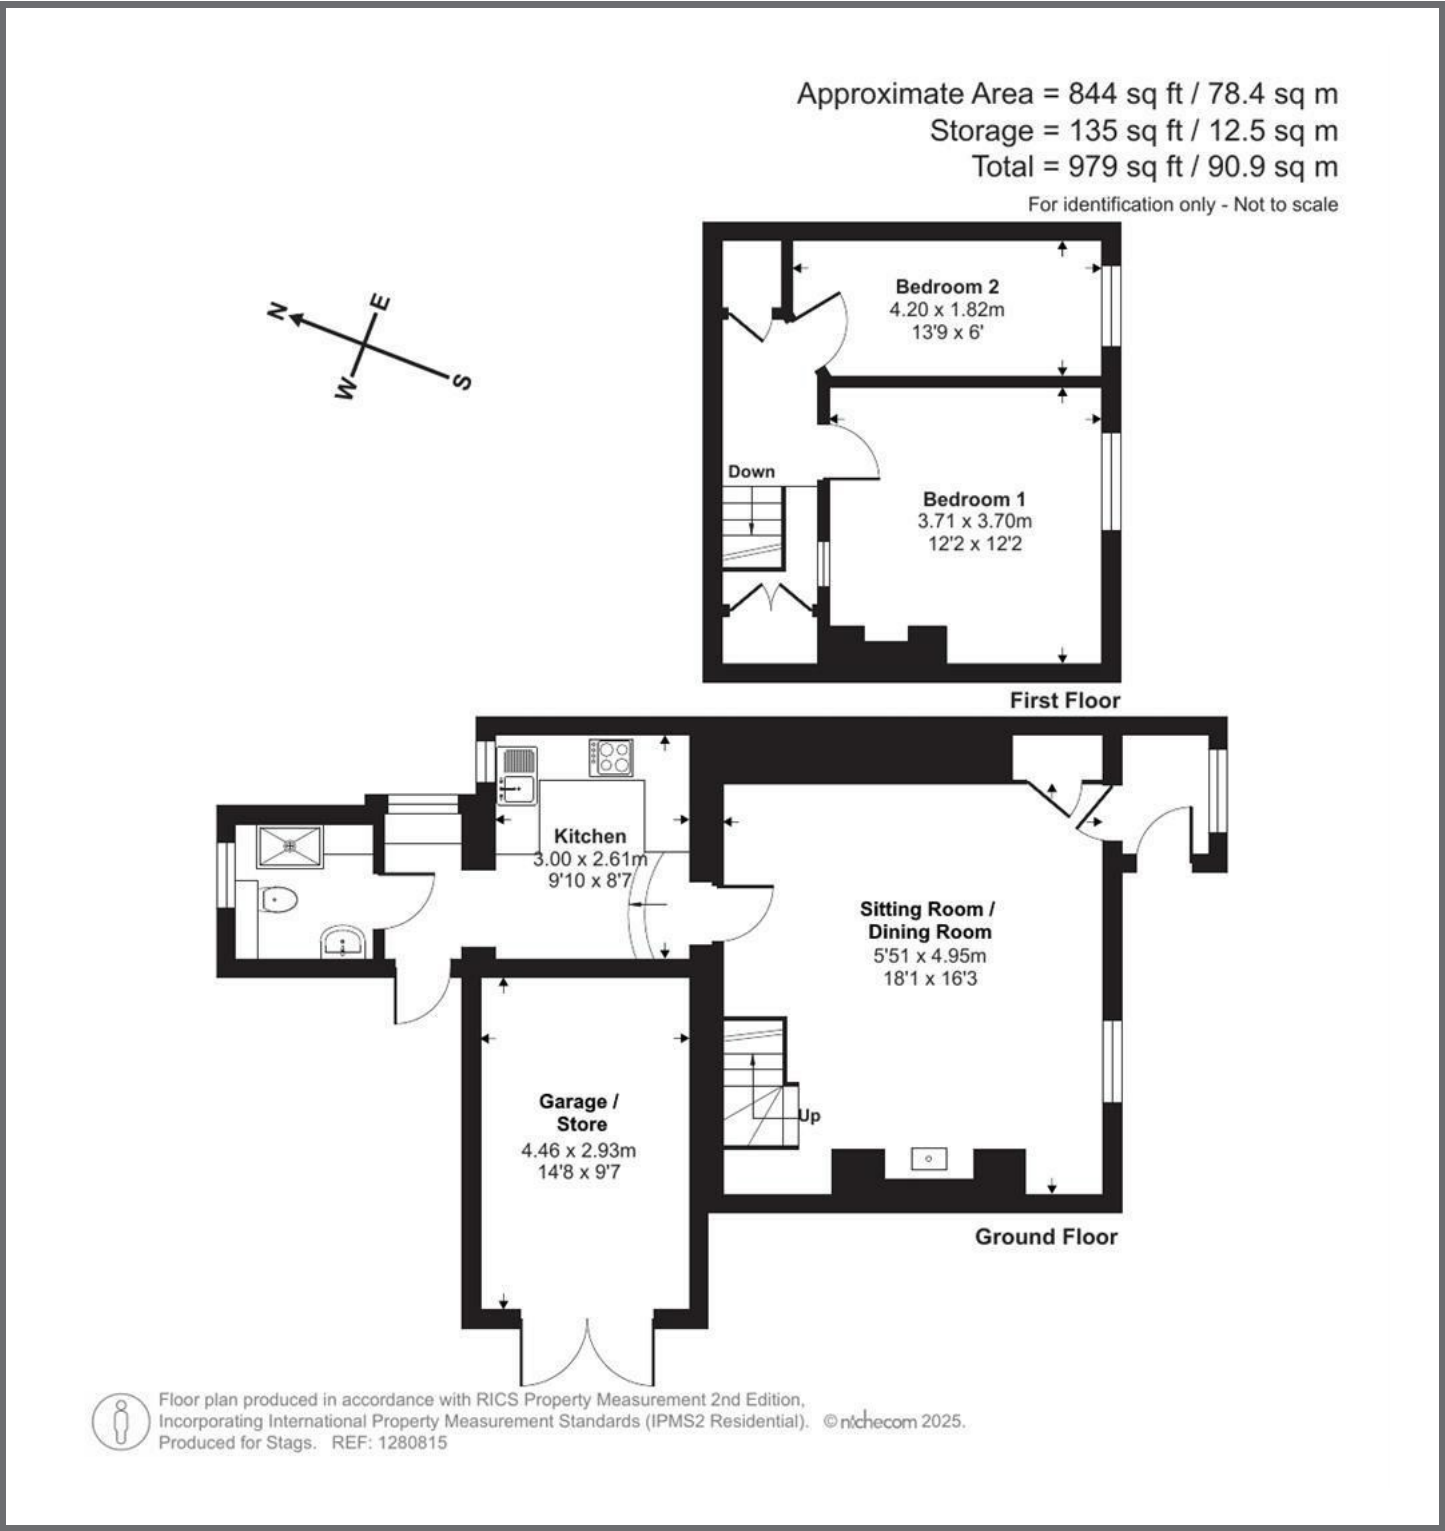 Approximate Area = 844 sq ft / 78.4 sq m
Storage = 135 sq ft / 12.5 sq m
Total = 979 sq ft / 90.9 sq m
For identification only - Not to scale
N
E
W
S
Bedroom 2
4.20 x 1.82m
13'9 x 6'
Down
Bedroom 1
3.71 x 3.70m
12'2 x 12'2
First Floor
Kitchen
3.00 x 2.61m
9'10 x 8'7
Sitting Room /
Dining Room
5'51 x 4.95m
18'1 x 16'3
Up
Garage /
Store
4.46 x 2.93m
14'8 x 9'7
Ground Floor
Floor plan produced in accordance with RICS Property Measurement 2nd Edition,
Incorporating International Property Measurement Standards (IPMS2 Residential). © nichecom 2025.
Produced for Stags. REF: 1280815